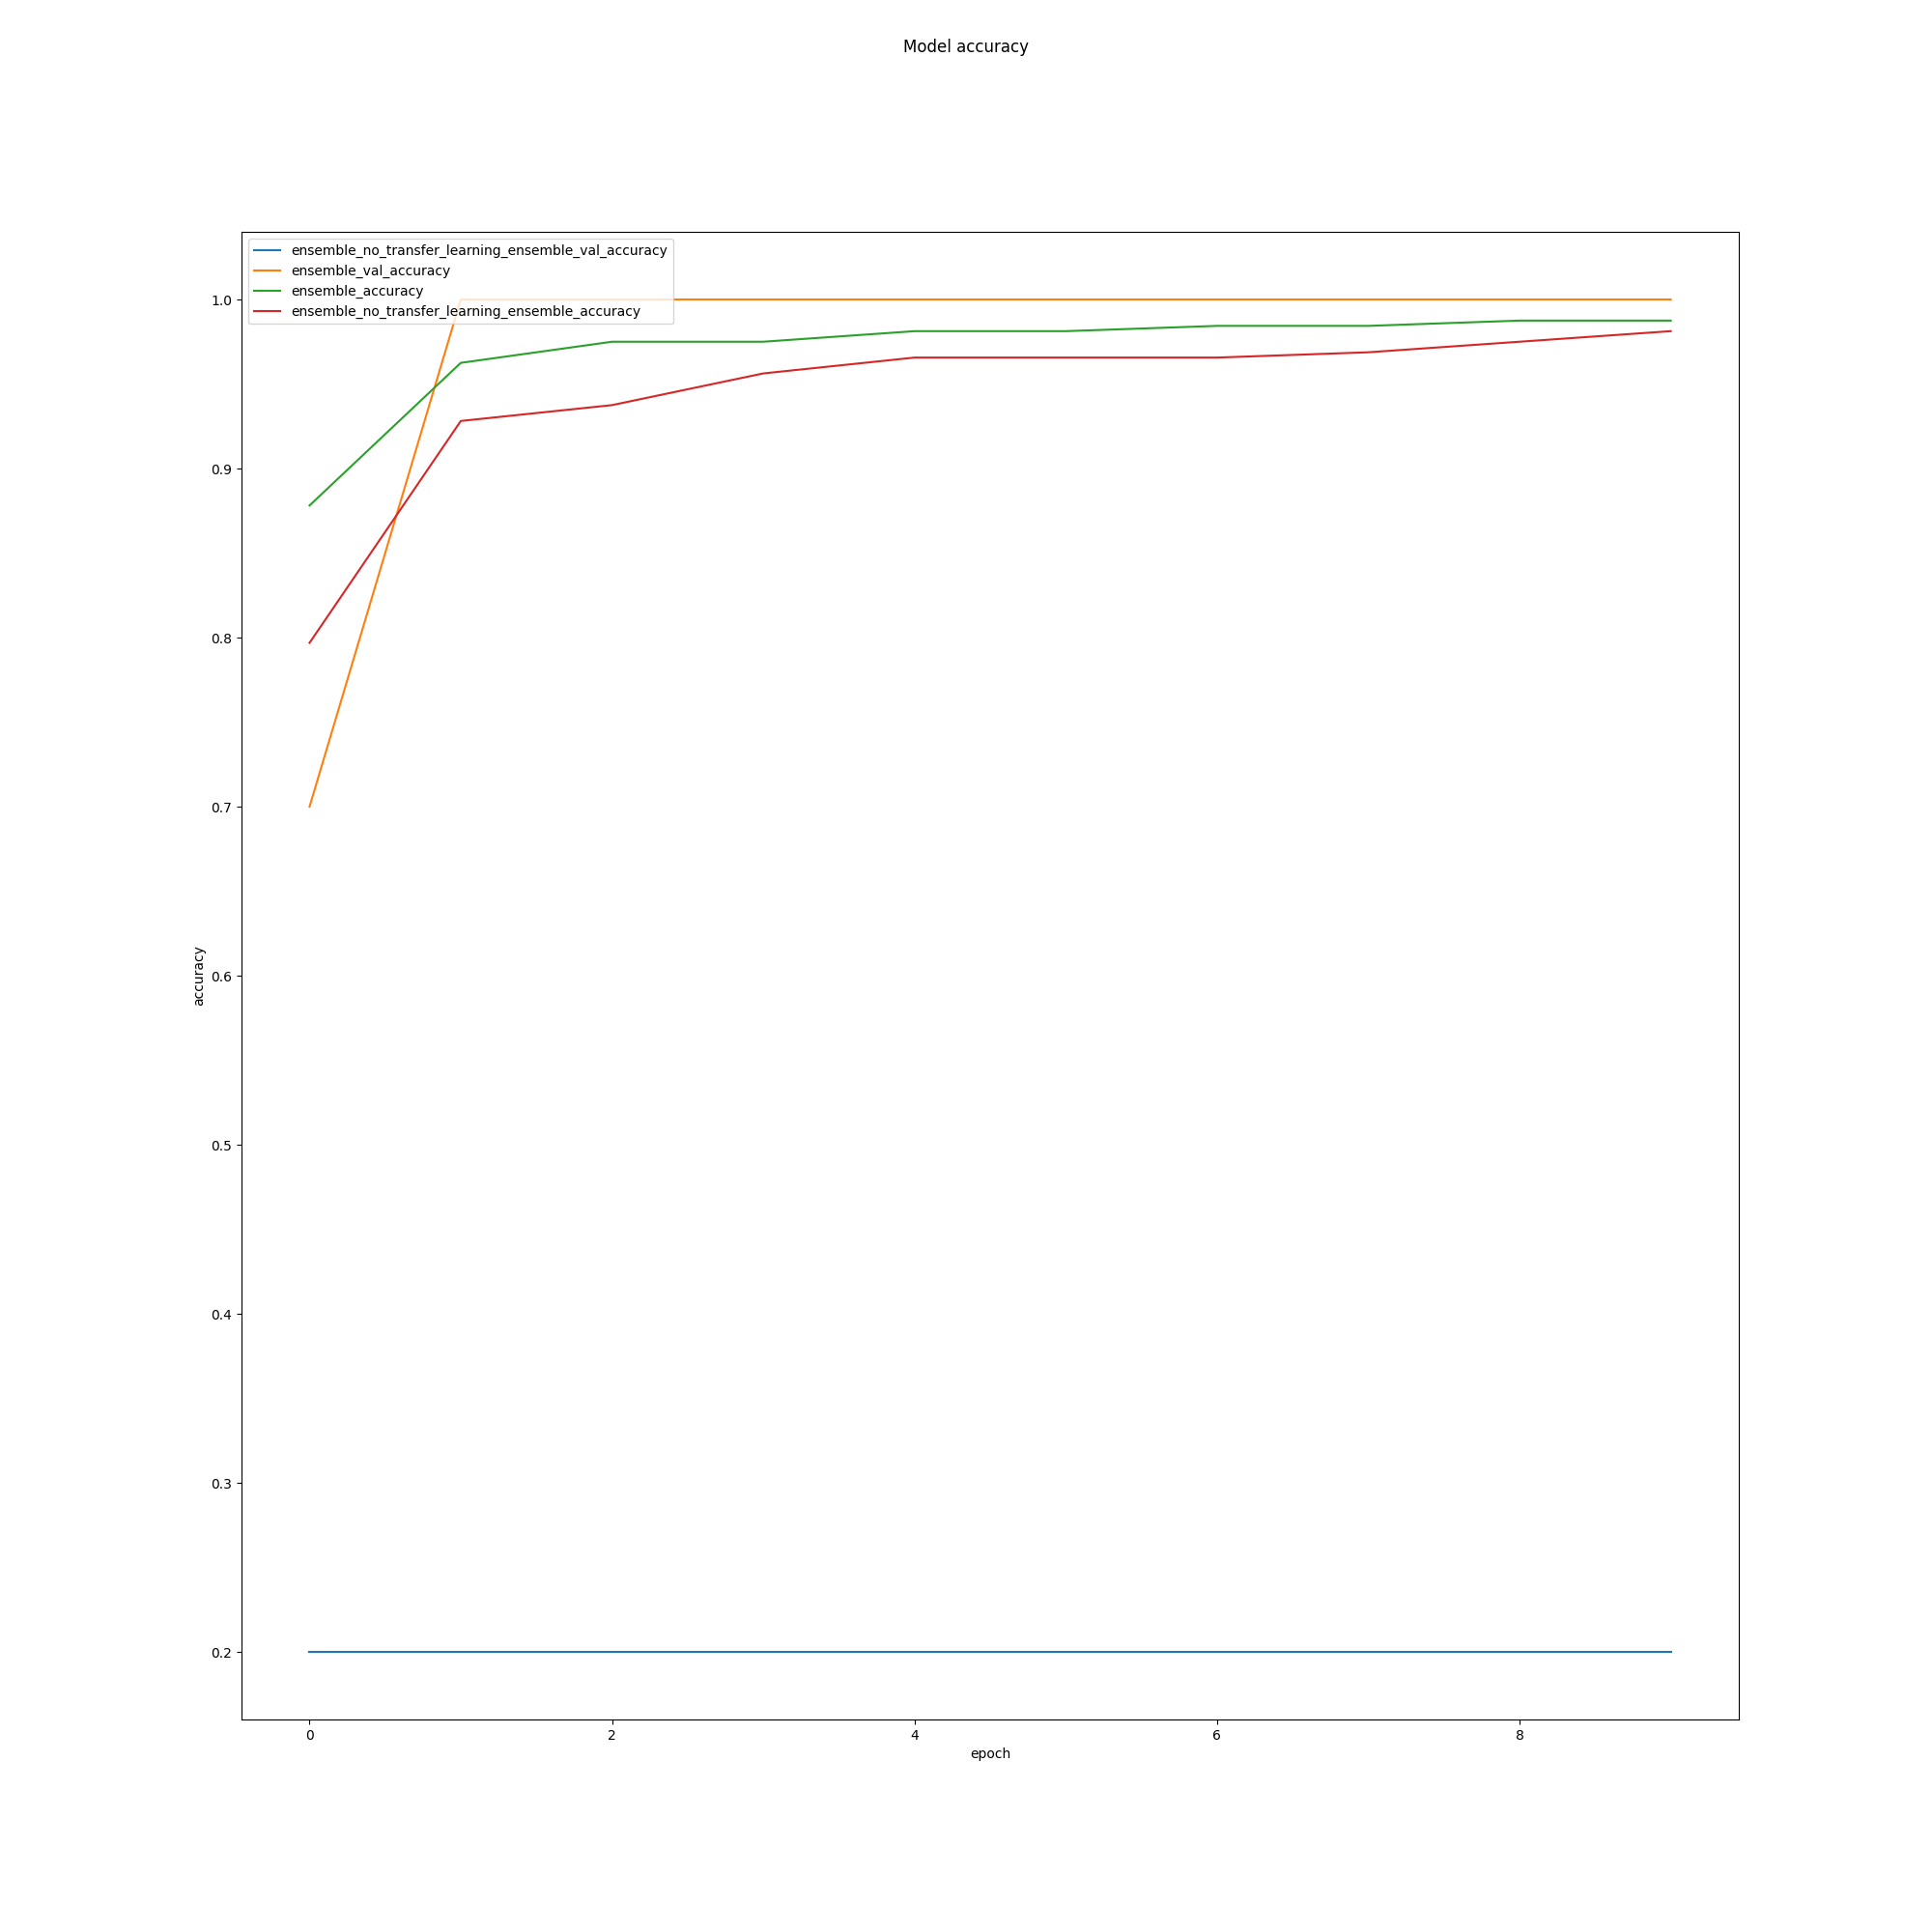 Model accuracy
ensemble_no_transfer_learning_ensemble_val_accuracy
ensemble_val_accuracy
ensemble_accuracy
ensemble_no_transfer_learning_ensemble_accuracy
1.0
0.9
0.8
0.7
0.6
0.5
0.4
0.3
0.2
accuracy
0 2 4 6 8
epoch